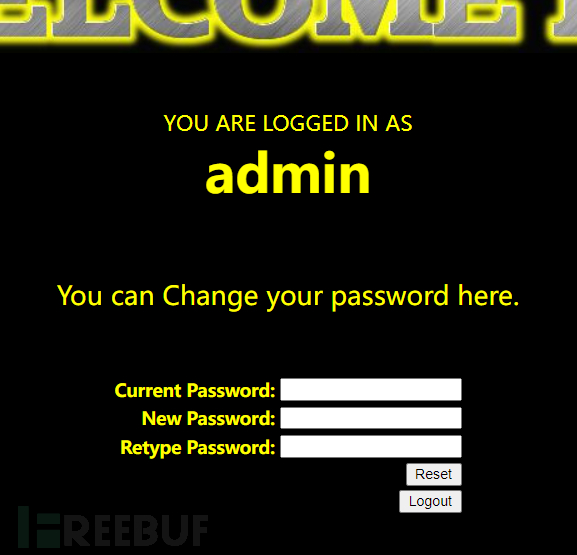 ELCOME
YOU ARE LOGGED IN AS
admin
You can Change your password here.
Current Password:
New Password:
Retype Password:
Reset
Logout
FREEBUF